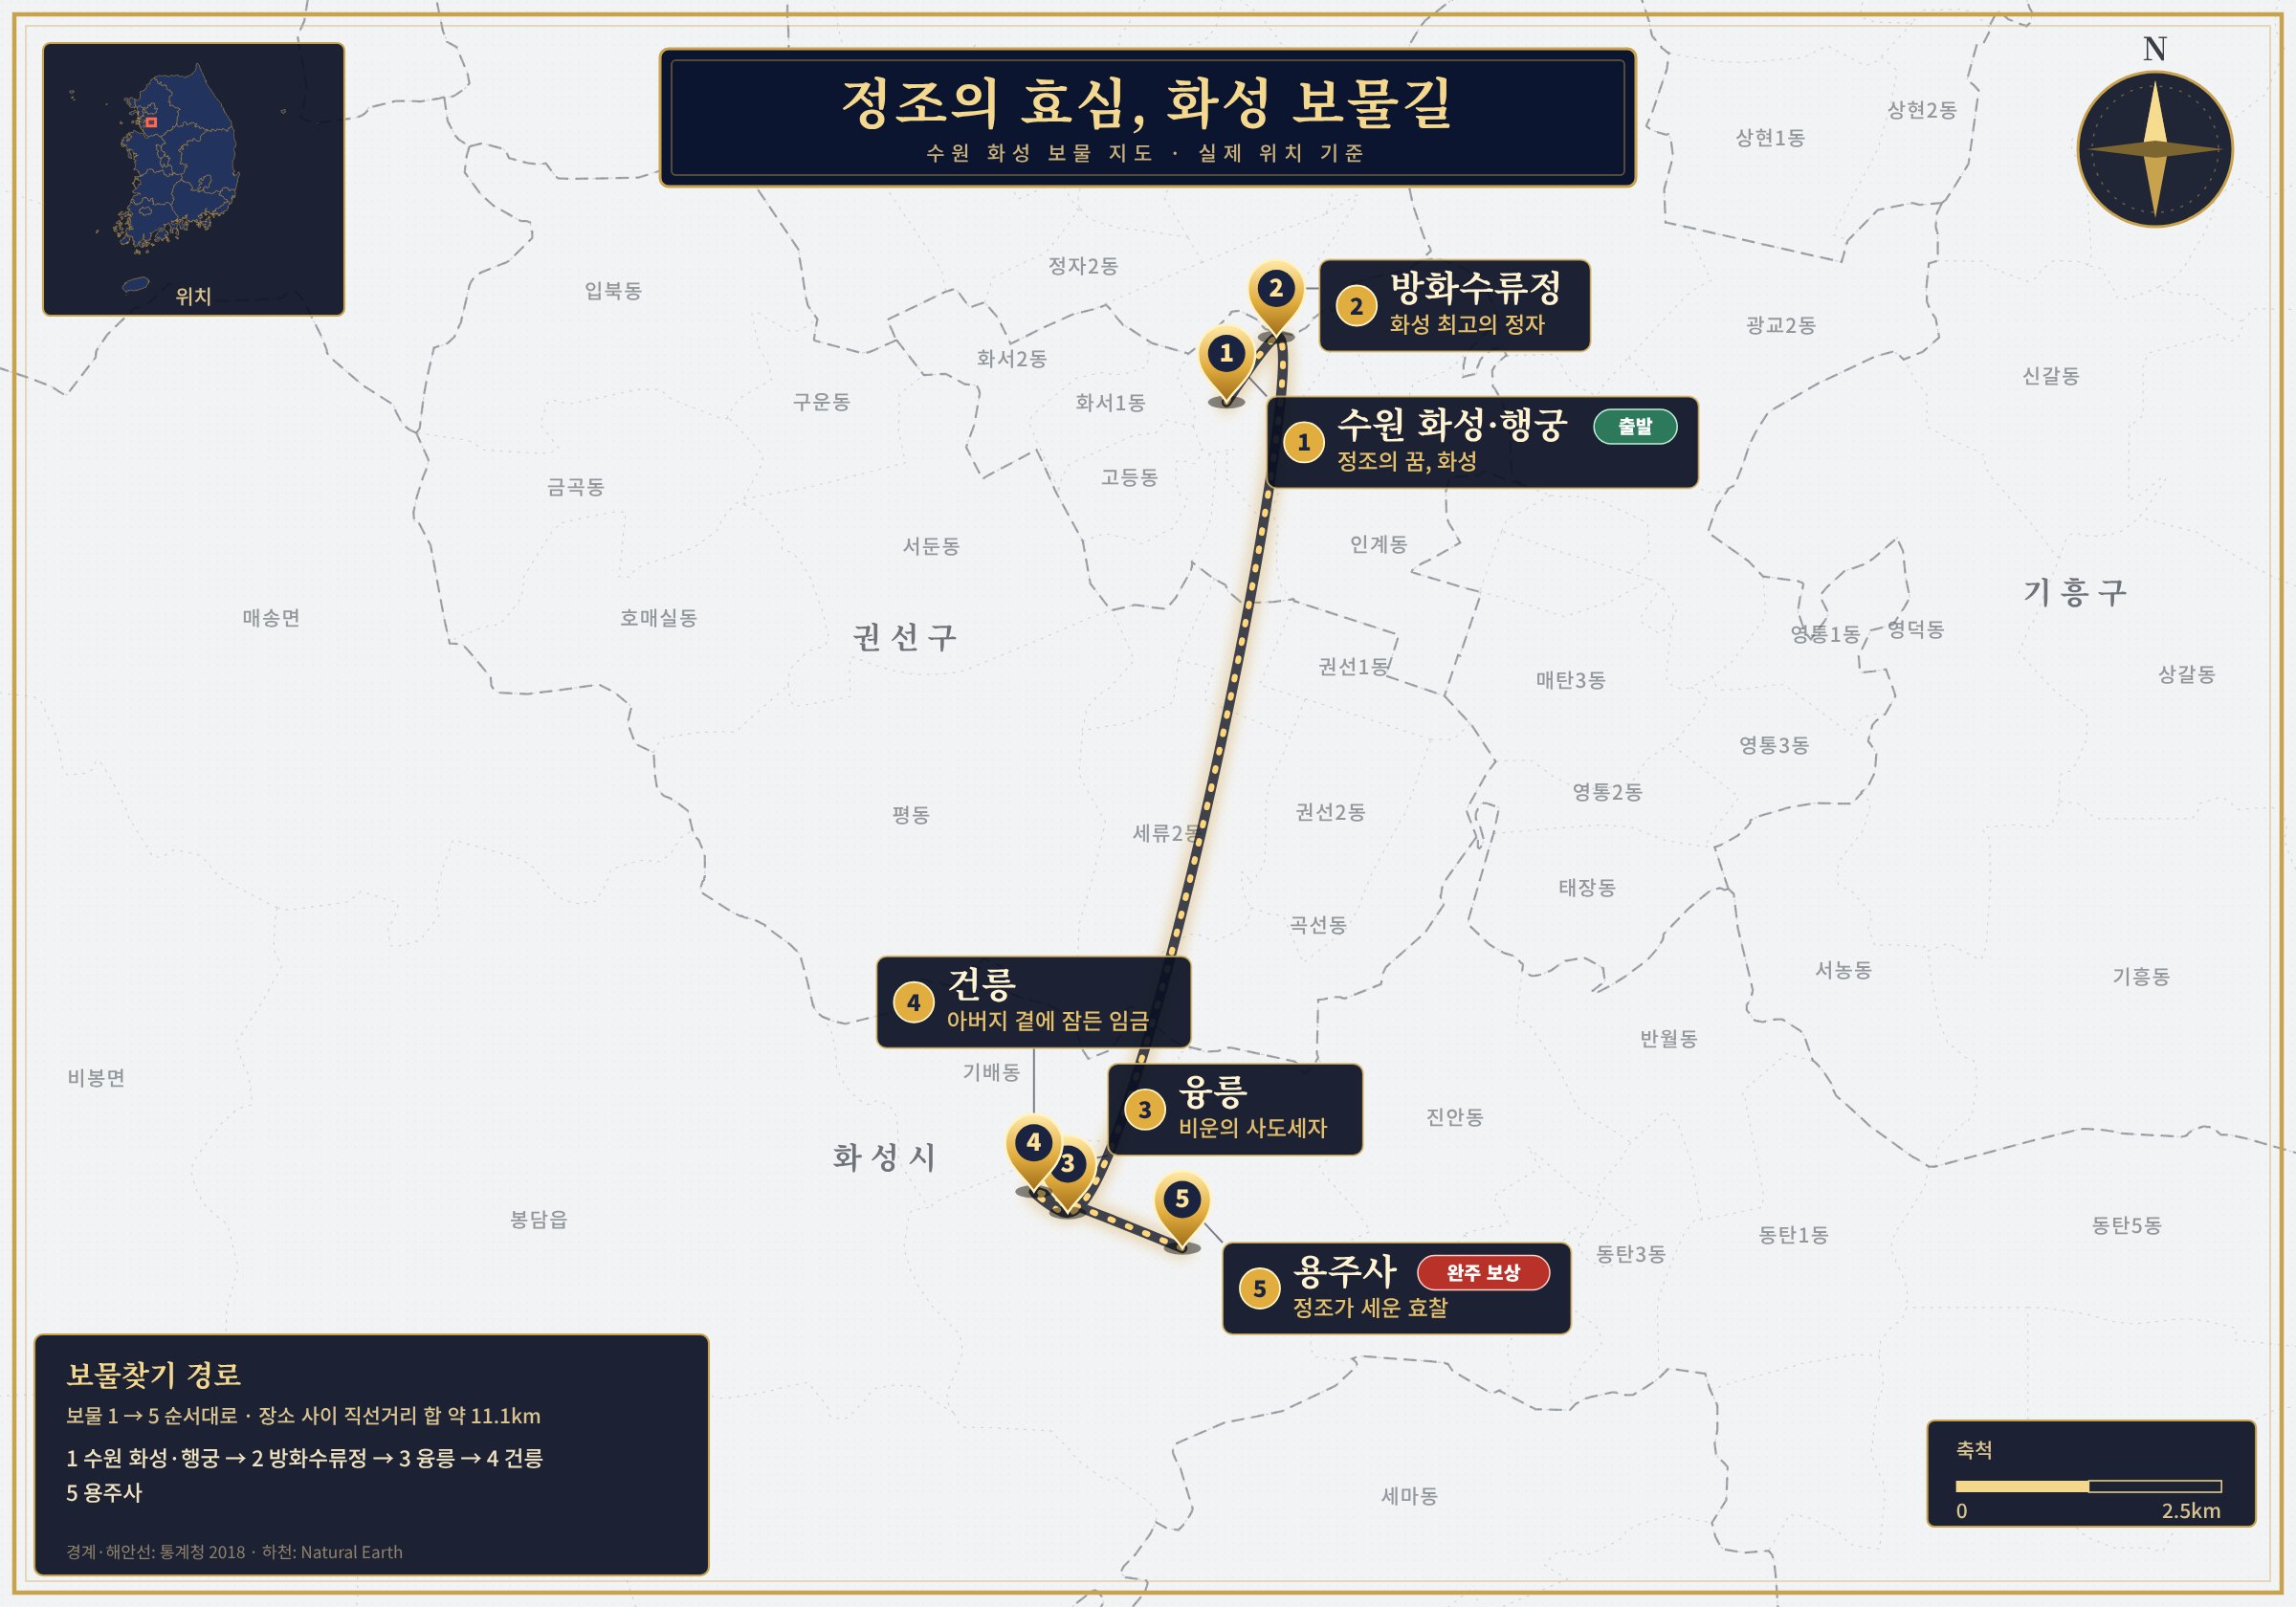 위치
정조의 효심, 화성 보물길
수원 화성 보물 지도 · 실제 위치 기준
N
상현2동
상현1동
정자2동
입북동
2
2
방화수류정
화성 최고의 정자
광교2동
1
화서2동
신갈동
구운동
화서1동
1
수원 화성·행궁
출발
정조의 꿈, 화성
고등동
금곡동
서둔동
인계동
기흥구
매송면
호매실동
권선구
영통1동
영덕동
권선1동
매탄3동
상갈동
영통3동
영통2동
평동
권선2동
세류2동
태장동
곡선동
서농동
기흥동
4
건릉
아버지 곁에 잠든 임금
반월동
기배동
비봉면
3
융릉
비운의 사도세자
진안동
4
3
화성시
5
봉담읍
동탄5동
동탄1동
동탄3동
5
용주사
완주 보상
정조가 세운 효찰
보물찾기 경로
보물 1 → 5 순서대로 · 장소 사이 직선거리 합 약 11.1km
1 수원 화성·행궁 → 2 방화수류정 → 3 융릉 → 4 건릉
5 용주사
경계·해안선: 통계청 2018 · 하천: Natural Earth
세마동
축척
0
2.5km